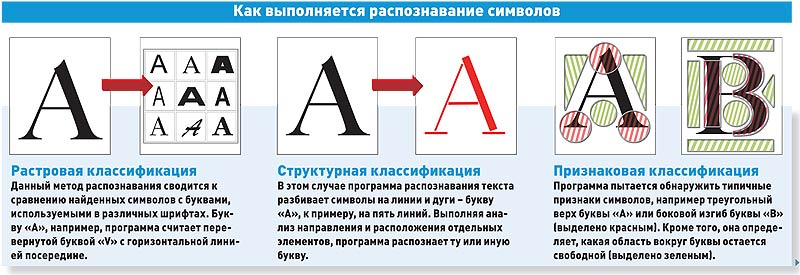 Как выполняется распознавание символов
Растровая классификация
Данный метод распознавания сводится к
сравнению найденных символов с буквами,
используемыми в различных шрифтах. Бук-
ву «А», например, программа считает пере-
вернутой буквой «V» с горизонтальной лини-
ей посередине.
Структурная классификация
В этом случае программа распознавания текста
разбивает символы на линии и дуги – букву
«А», к примеру, на пять линий. Выполняя ана-
лиз направления и расположения отдельных
элементов, программа распознает ту или иную
букву.
Признаковая классификация
Программа пытается обнаружить типичные
признаки символов, например треугольный
верх буквы «А» или боковой изгиб буквы «В»
(выделено красным). Кроме того, она опреде-
ляет, какая область вокруг буквы остается
свободной (выделено зеленым).
A
A A A
A A A
A A A
A
A
A
B